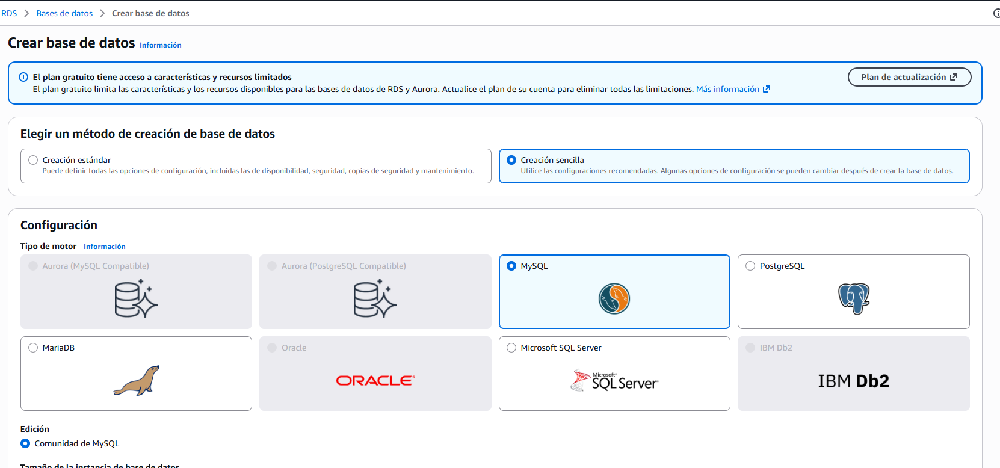 RDS > Bases de datos > Crear base de datos
Crear base de datos Información
El plan gratuito tiene acceso a características y recursos limitados
Plan de actualización
El plan gratuito limita las características y los recursos disponibles para las bases de datos de RDS y Aurora. Actualice el plan de su cuenta para eliminar todas las limitaciones. Más información
Elegir un método de creación de base de datos
Creación estándar
Puede definir todas las opciones de configuración, incluidas las de disponibilidad, seguridad, copias de seguridad y mantenimiento.
Creación sencilla
Utilice las configuraciones recomendadas. Algunas opciones de configuración se pueden cambiar después de crear la base de datos.
Configuración
Tipo de motor Información
Aurora (MySQL Compatible)
Aurora (PostgreSQL Compatible)
MySQL
PostgreSQL
MariaDB
Oracle
ORACLE
Microsoft SQL Server
Microsoft® SQL Server
IBM Db2
IBM Db2
Edición
Comunidad de MySQL
Tamaño de la instancia de base de datos